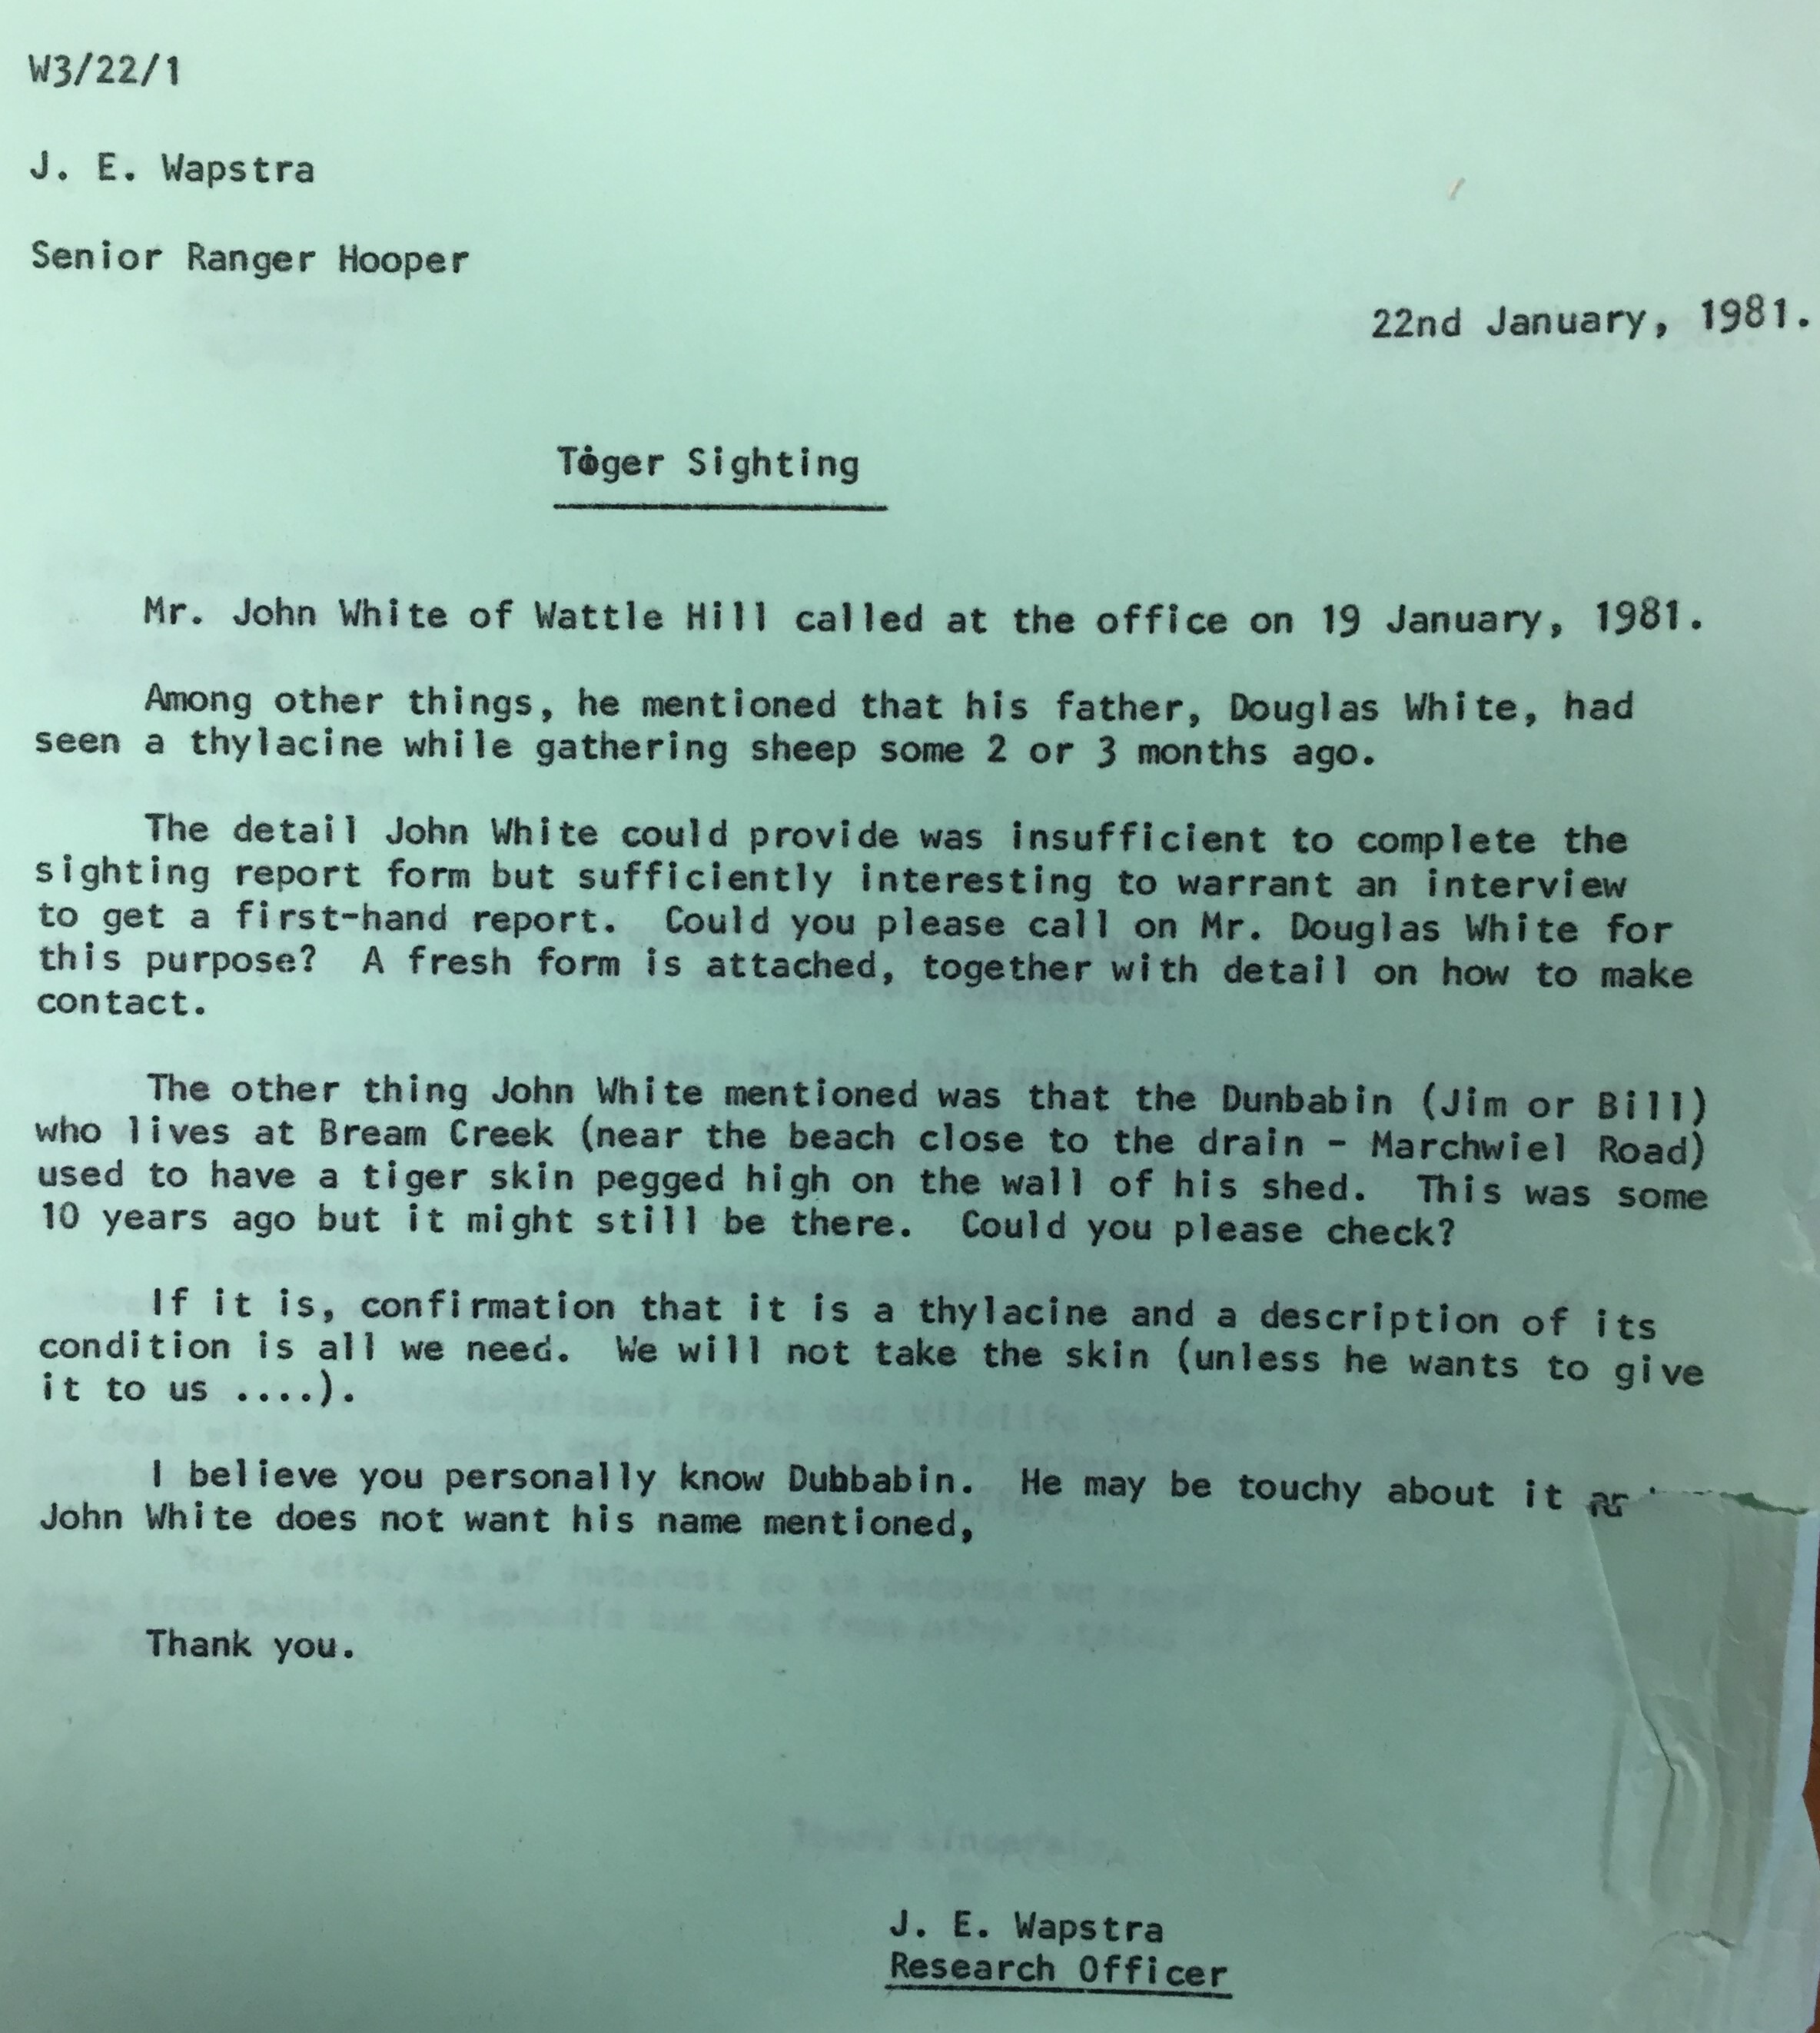 W3/22/1
J. E. Wapstra
Senior Ranger Hooper
22nd January, 1981.
Tiger Sighting
Mr. John White of Wattle Hill called at the office on 19 January, 1981.
Among other things, he mentioned that his father, Douglas White, had
seen a thylacine while gathering sheep some 2 or 3 months ago.
The detail John White could provide was insufficient to complete the
sighting report form but sufficiently interesting to warrant an interview
to get a first-hand report. Could you please call on Mr. Douglas White for
this purpose? A fresh form is attached, together with detail on how to make
contact.
The other thing John White mentioned was that the Dunbabin (Jim or Bill)
who lives at Bream Creek (near the beach close to the drain - Marchwiel Road)
used to have a tiger skin pegged high on the wall of his shed. This was some
10 years ago but it might still be there. Could you please check?
If it is, confirmation that it is a thylacine and a description of its
condition is all we need. We will not take the skin (unless he wants to give
it to us ....).
I believe you personally know Dubbabin. He may be touchy about it
John White does not want his name mentioned,
Thank you.
J. E. Wapstra
Research Officer